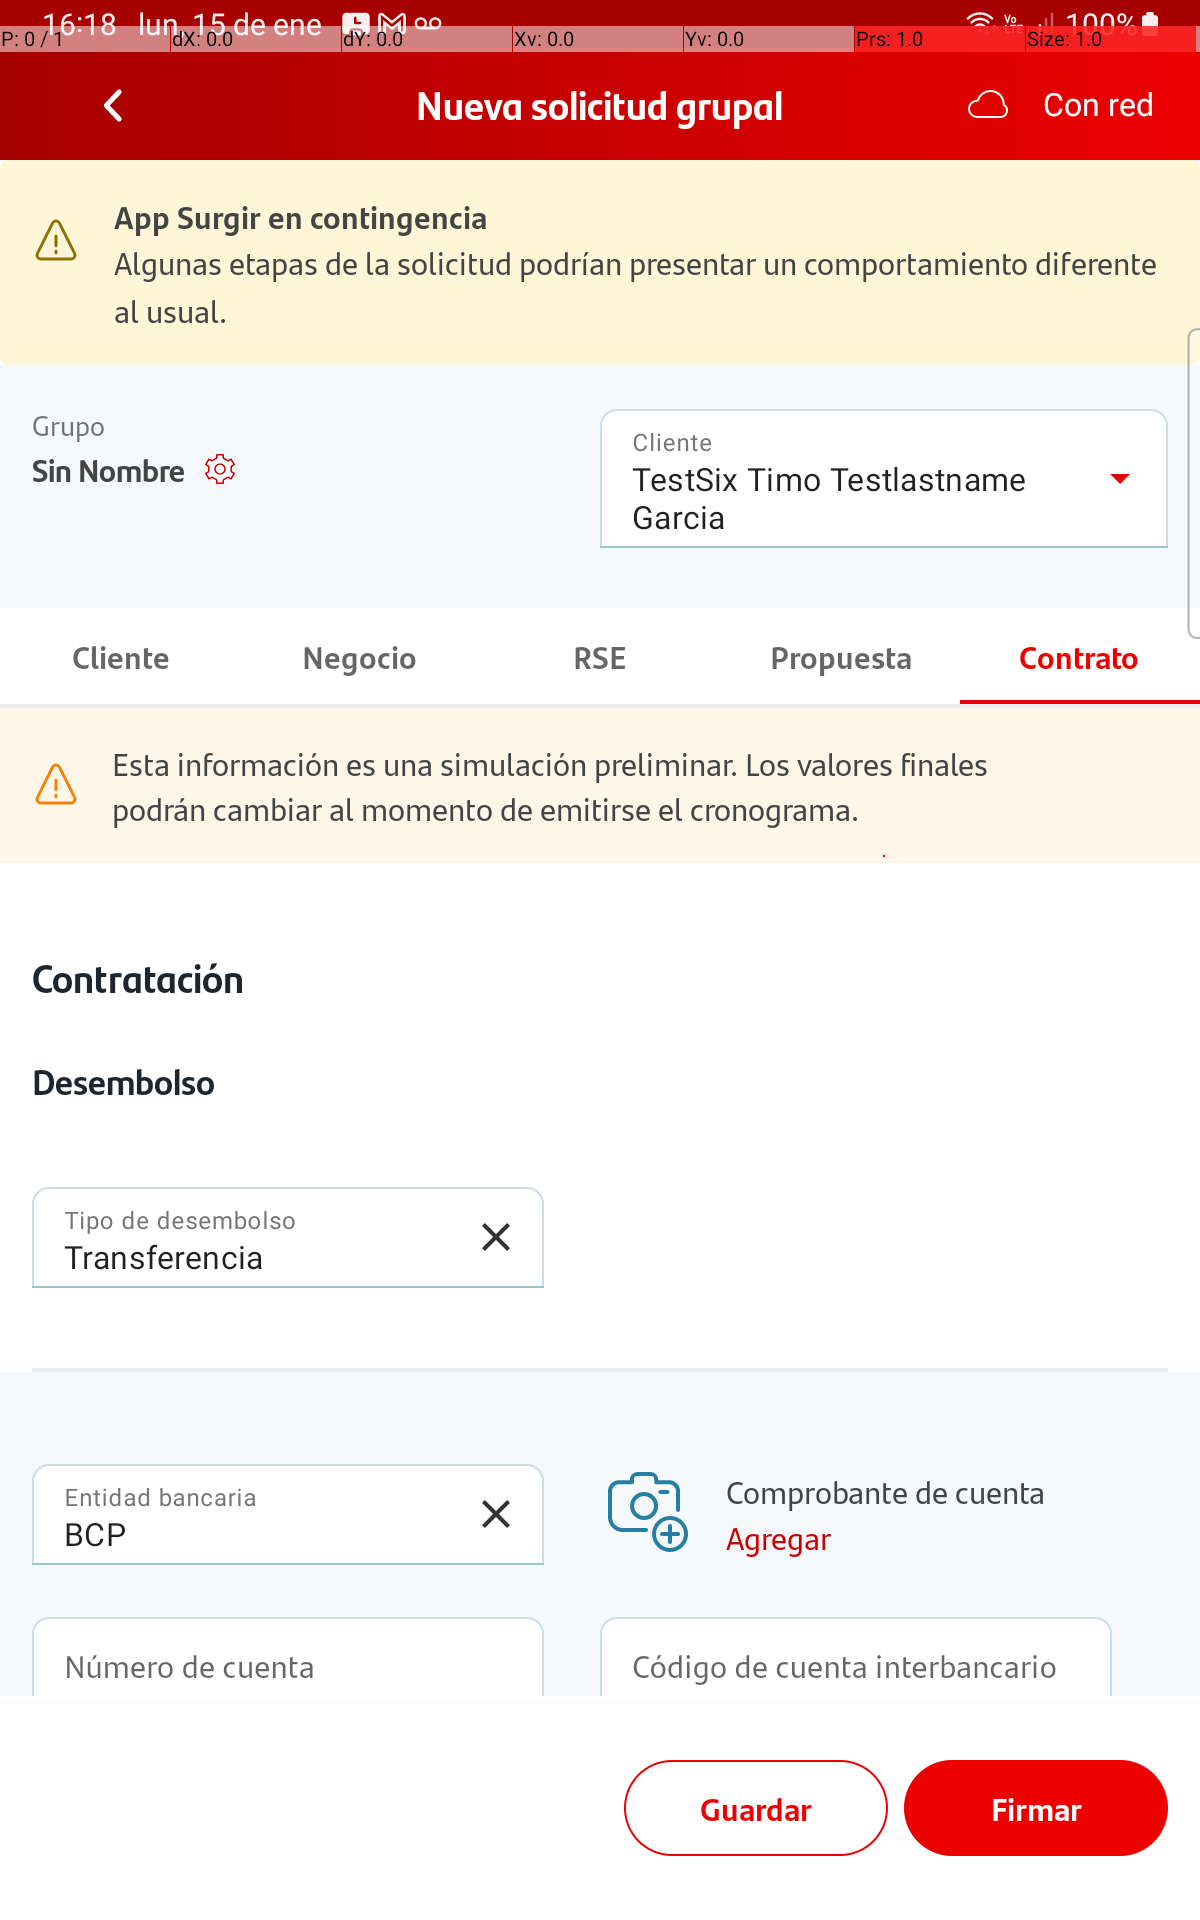 16:18 lun, 15 de ene 100%
P: 0 / 1 dX: 0.0 dY: 0.0 Xv: 0.0 Yv: 0.0 Prs: 1.0 Size: 1.0
Nueva solicitud grupal
Con red
App Surgir en contingencia
Algunas etapas de la solicitud podrían presentar un comportamiento diferente
al usual.
Grupo
Sin Nombre
Cliente
TestSix Timo Testlastname
Garcia
Cliente Negocio RSE Propuesta Contrato
Esta información es una simulación preliminar. Los valores finales
podrán cambiar al momento de emitirse el cronograma.
Contratación
Desembolso
Tipo de desembolso
Transferencia
Entidad bancaria
BCP
Comprobante de cuenta
Agregar
Número de cuenta
Código de cuenta interbancario
Guardar
Firmar